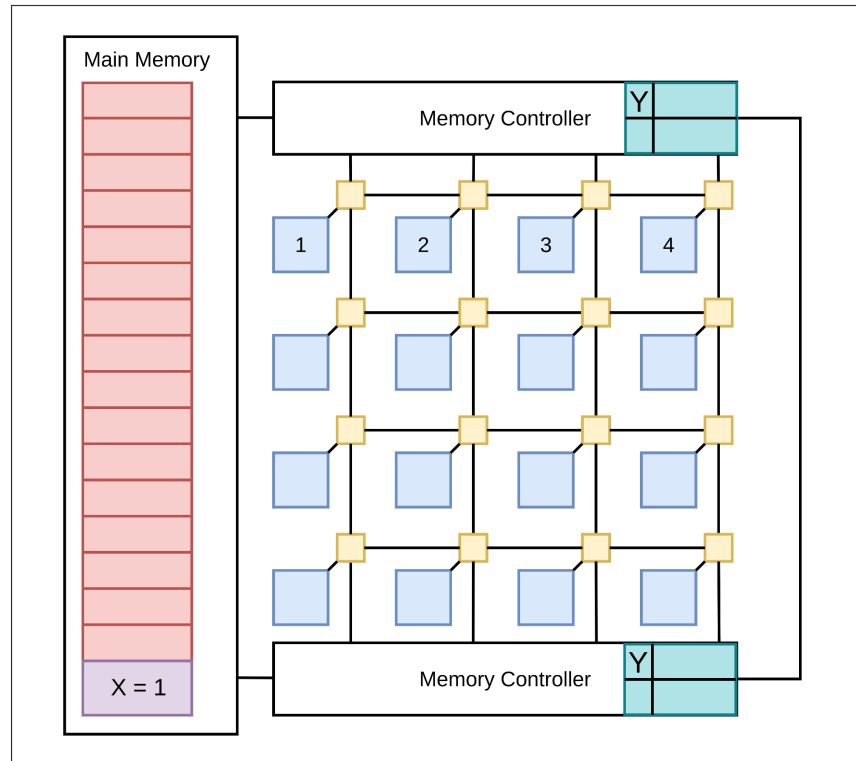 Main Memory
Memory Controller
Y
1
2
3
4
X = 1
Memory Controller
Y